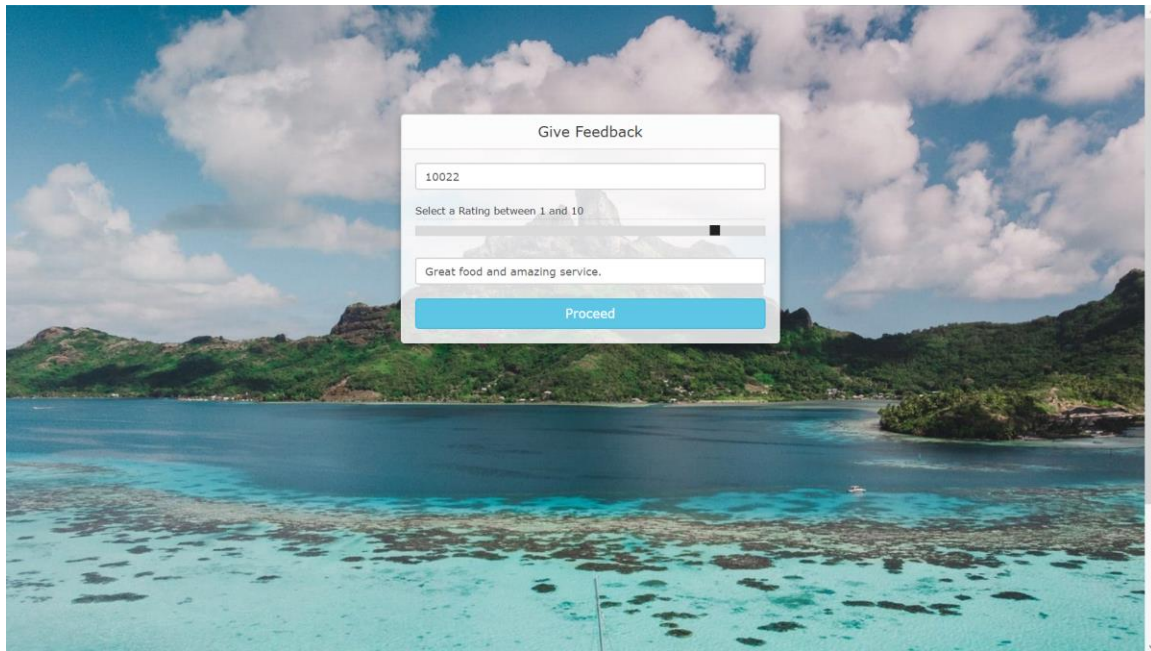 Give Feedback
10022
Select a Rating between 1 and 10
Great food and amazing service.
Proceed